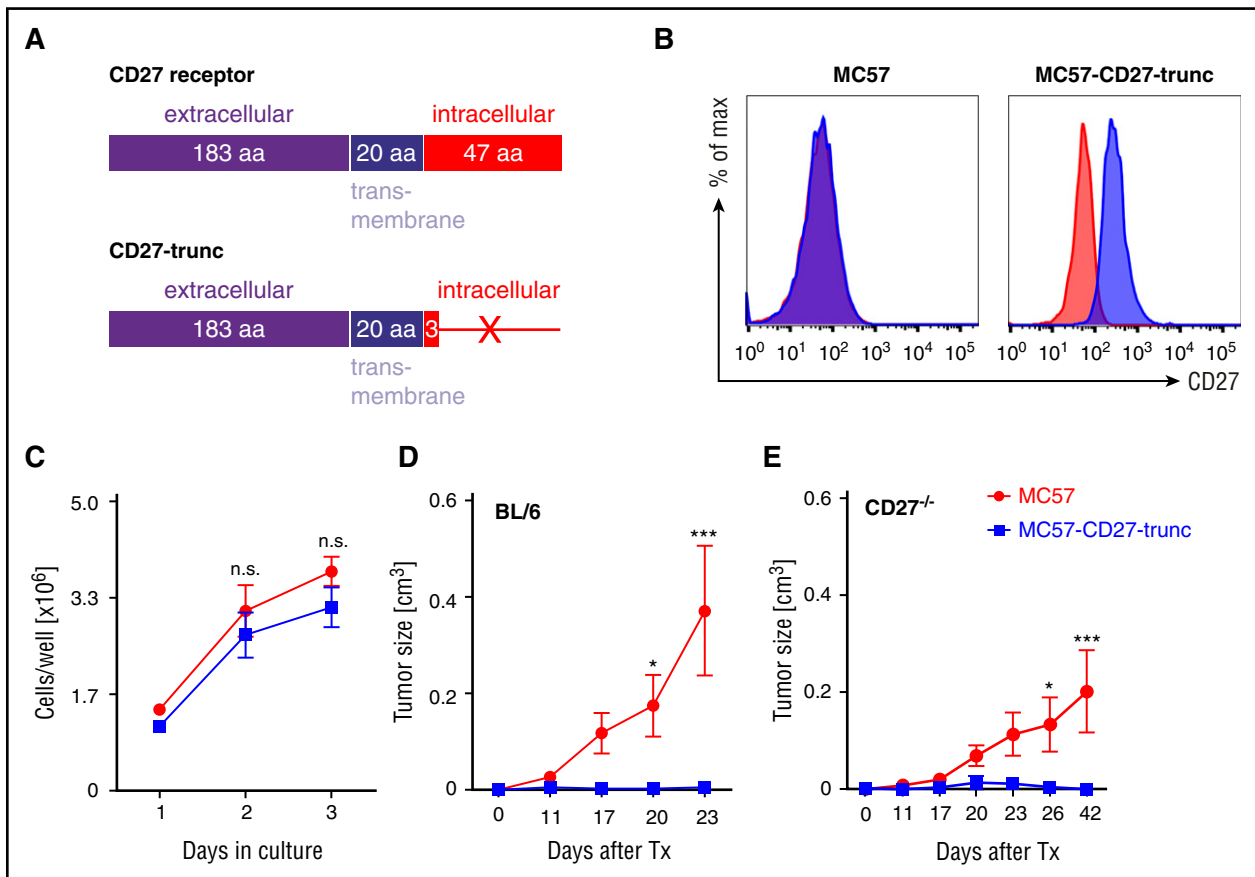 A
CD27 receptor
extracellular
intracellular
183 aa
20 aa
47 aa
trans-
membrane
CD27-trunc
extracellular
intracellular
183 aa
20 aa
3
X
trans-
membrane
B
MC57
MC57-CD27-trunc
% of max
10⁰ 10¹ 10² 10³ 10⁴ 10⁵
10⁰ 10¹ 10² 10³ 10⁴ 10⁵
CD27
C
Cells/well [x10⁶]
5.0
3.3
1.7
0
n.s.
n.s.
1 2 3
Days in culture
D
BL/6
Tumor size [cm³]
0.6
0.4
0.2
0
*
***
0 11 17 20 23
Days after Tx
E
CD27⁻/⁻
MC57
MC57-CD27-trunc
Tumor size [cm³]
0.6
0.4
0.2
0
*
***
0 11 17 20 23 26 42
Days after Tx